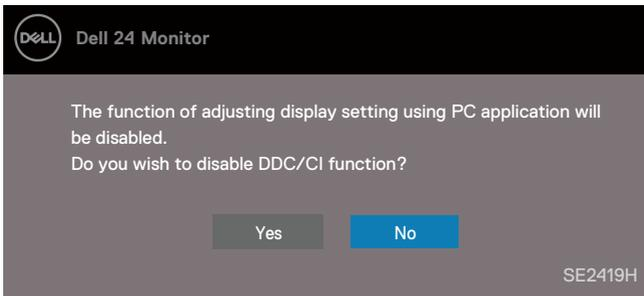 DELL
Dell 24 Monitor
The function of adjusting display setting using PC application will
be disabled.
Do you wish to disable DDC/CI function?
Yes
No
SE2419H